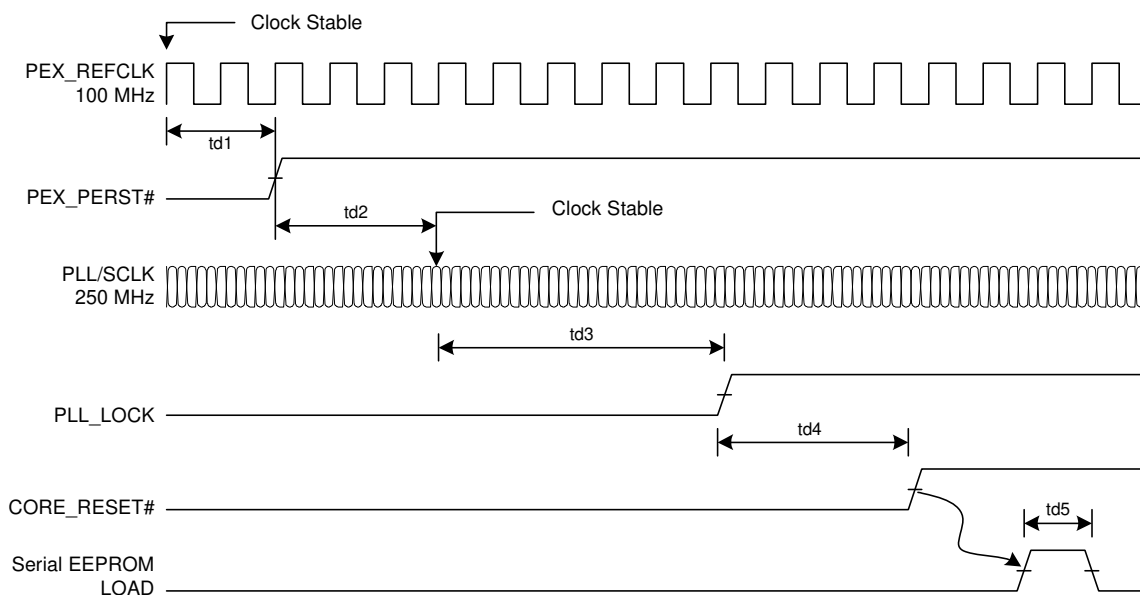 Clock Stable
PEX_REFCLK
100 MHz
td1
PEX_PERST#
td2
Clock Stable
PLL/SCLK
250 MHz
td3
PLL_LOCK
td4
CORE_RESET#
td5
Serial EEPROM
LOAD